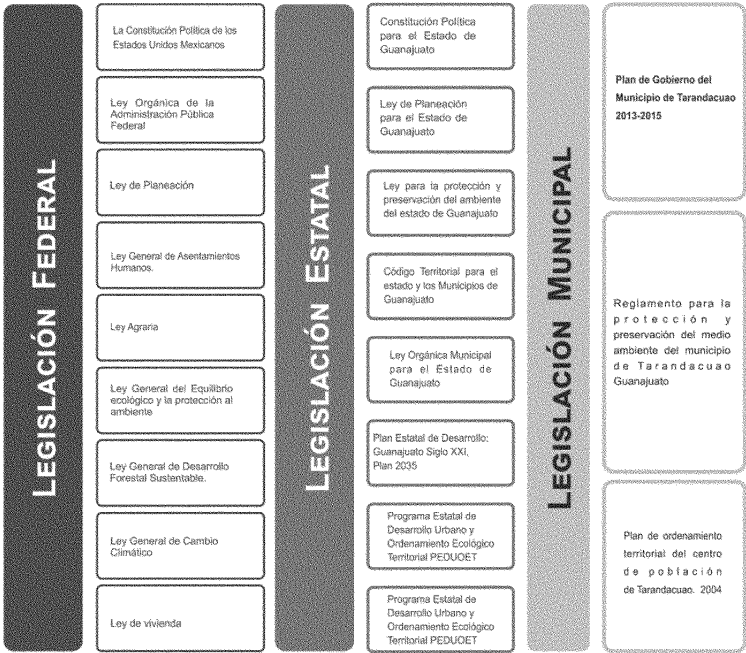 LEGISLACIÓN FEDERAL
La Constitución Política de los
Estados Unidos Mexicanos
Ley Orgánica de la
Administración Pública
Federal
Ley de Planeación
Ley General de Asentamientos
Humanos.
Ley Agraria
Ley General del Equilibrio
ecológico y la protección al
ambiente
Ley General de Desarrollo
Forestal Sustentable.
Ley General de Cambio
Climático
Ley de vivienda
LEGISLACIÓN ESTATAL
Constitución Política
para el Estado de
Guanajuato
Ley de Planeación
para el Estado de
Guanajuato
Ley para la protección y
preservación del ambiente
del estado de Guanajuato
Código Territorial para el
estado y los Municipios de
Guanajuato
Ley Orgánica Municipal
para el Estado de
Guanajuato
Plan Estatal de Desarrollo:
Guanajuato Siglo XXI,
Plan 2035
Programa Estatal de
Desarrollo Urbano y
Ordenamiento Ecológico
Territorial PEDUOET
Programa Estatal de
Desarrollo Urbano y
Ordenamiento Ecológico
Territorial PEDUOET
LEGISLACIÓN MUNICIPAL
Plan de Gobierno del
Municipio de Tarandacuao
2013-2015
Reglamento para la
protección y
preservación del medio
ambiente del municipio
de Tarandacuao
Guanajuato
Plan de ordenamiento
territorial del centro
de población
de Tarandacuao. 2004